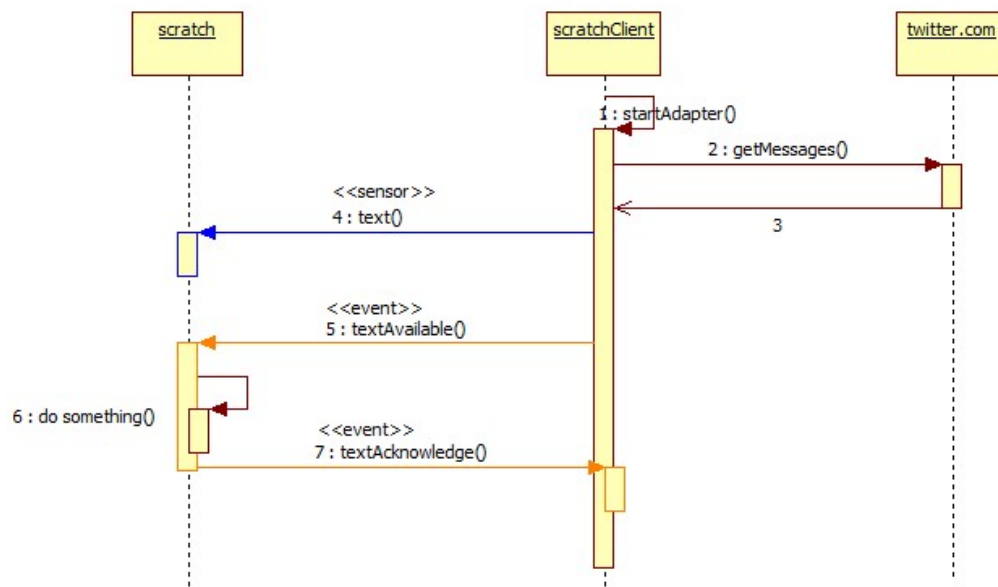 scratch
scratchClient
twitter.com
1 : startAdapter()
2 : getMessages()
3
<<sensor>>
4 : text()
<<event>>
5 : textAvailable()
6 : do something()
<<event>>
7 : textAcknowledge()